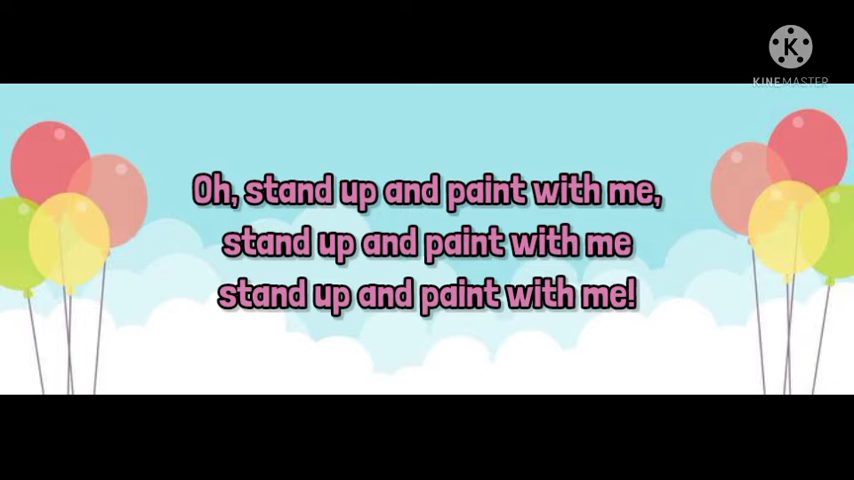 K
KINEMASTER
Oh, stand up and paint with me,
stand up and paint with me
stand up and paint with me!